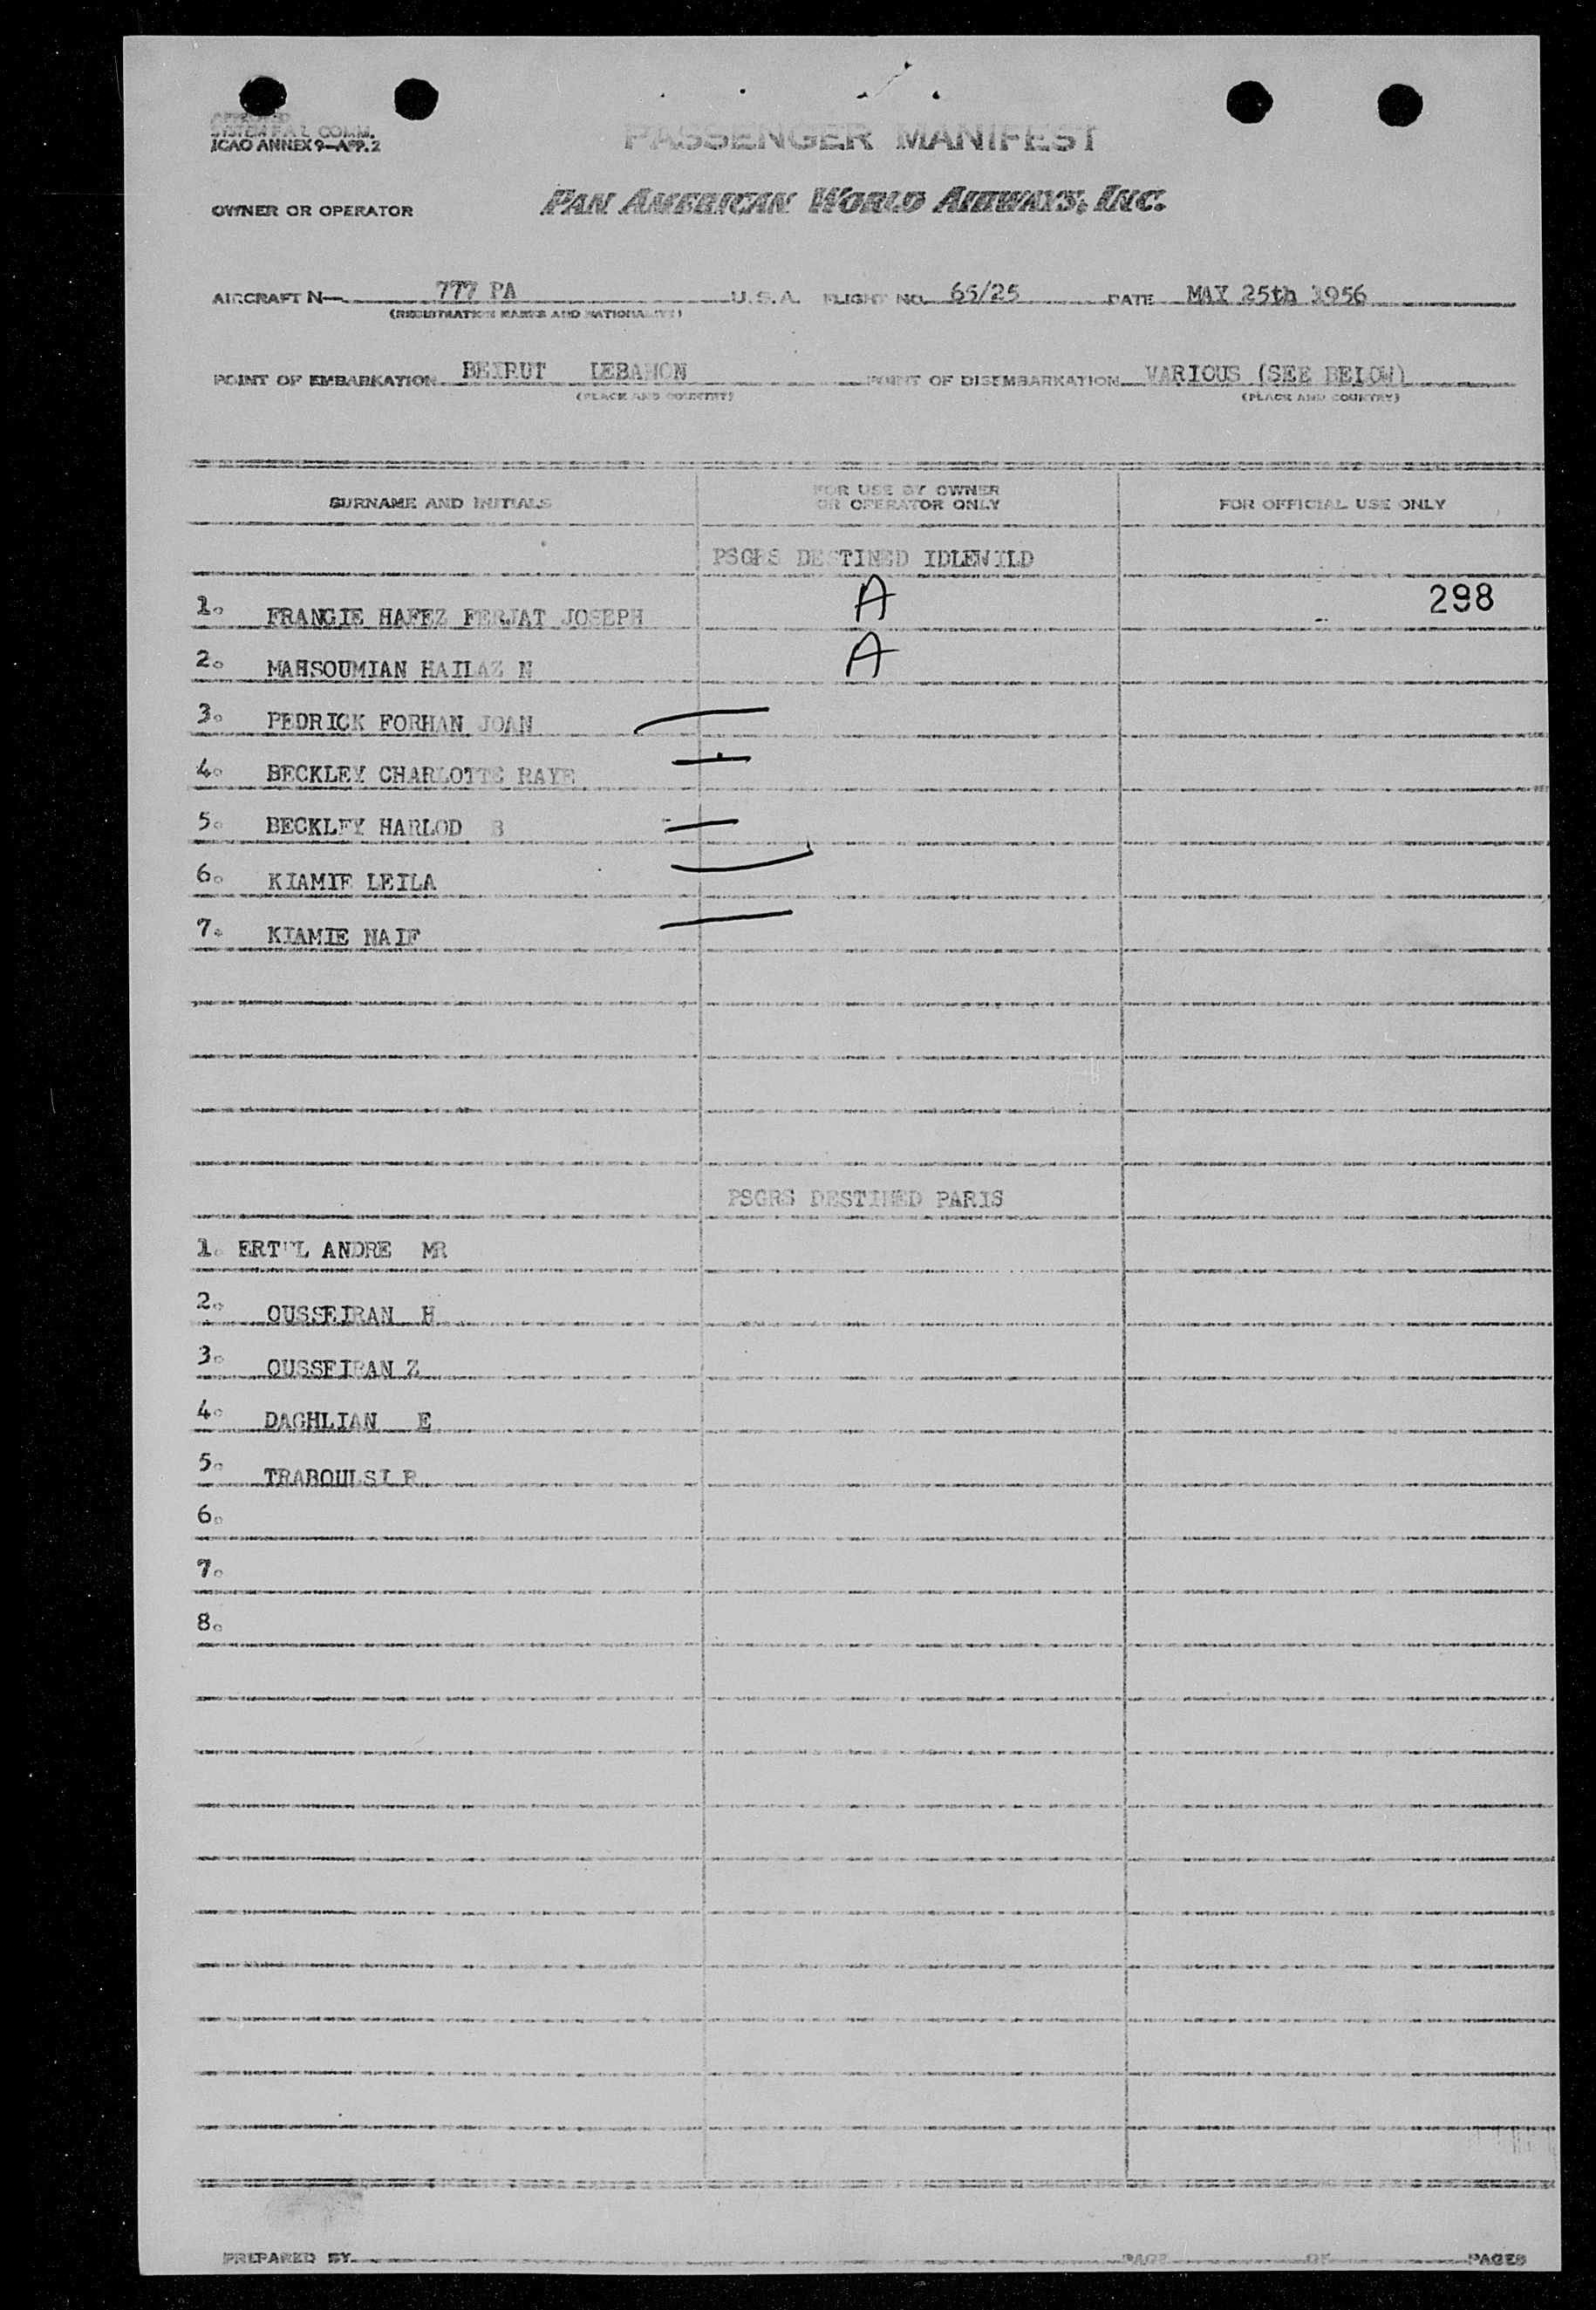 APPROVED
SYSTEM F.A.L. COMM.
ICAO ANNEX 9-APP.2
PASSENGER MANIFEST
OWNER OR OPERATOR PAN AMERICAN WORLD AIRWAYS, INC.
AIRCRAFT N- 777 PA U.S.A. FLIGHT NO. 65/25 DATE MAY 25th 1956
(REGISTRATION MARKS AND NATIONALITY)
POINT OF EMBARKATION BEIRUT LEBANON POINT OF DISEMBARKATION VARIOUS (SEE BELOW)
(PLACE AND COUNTRY) (PLACE AND COUNTRY)
SURNAME AND INITIALS FOR USE BY OWNER OR OPERATOR ONLY FOR OFFICIAL USE ONLY
PSGRS DESTINED IDLEWILD
1. FRANGIE HAFEZ FERJAT JOSEPH A 298
2. MAHSOUMIAN HAILAZ N A
3. PEDRICK FORHAN JOAN
4. BECKLEY CHARLOTTE RAYE
5. BECKLEY HARLOD B
6. KIAMIE LEILA
7. KIAMIE NAIF
PSGRS DESTINED PARIS
1. ANDRE MR
2. OUSSEIRAN H
3. OUSSEIRAN Z
4. DAGHLIAN E
5. TRABOULSI R
6.
7.
8.
PREPARED BY PAGE OF PAGES